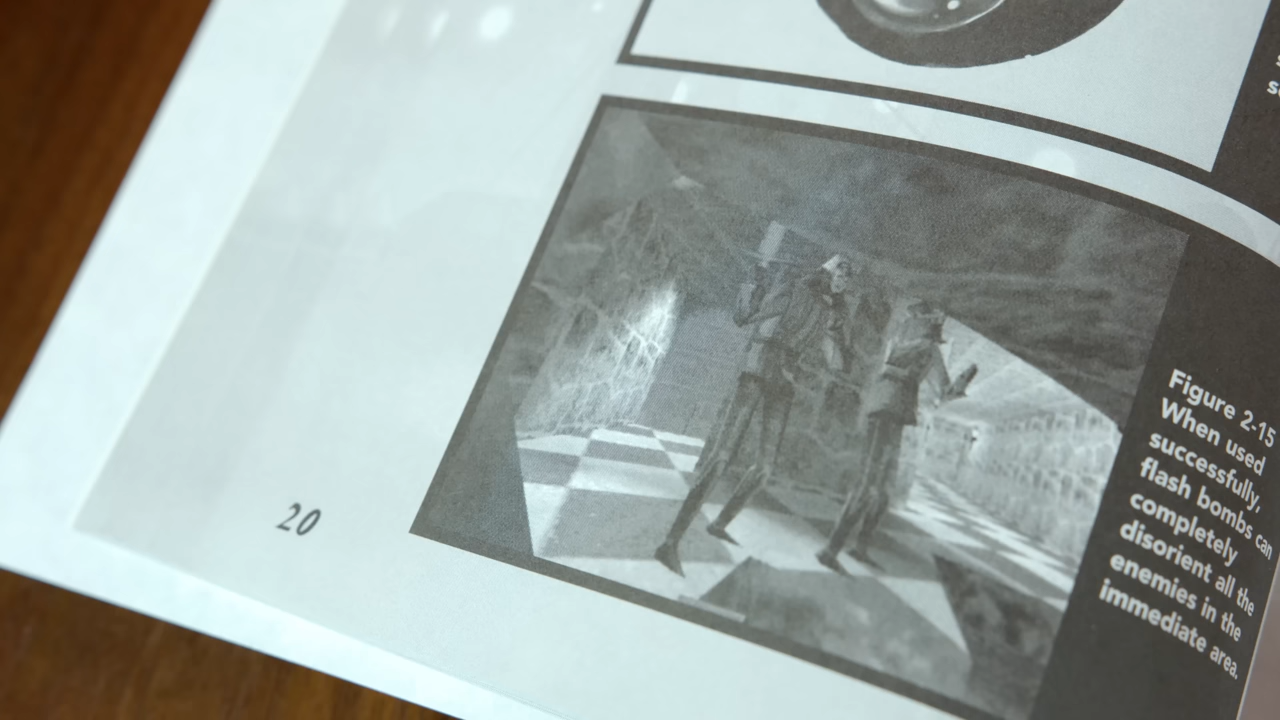 Figure 2-15
When used
successfully,
flash bombs can
completely
disorient all the
enemies in the
immediate area.
20